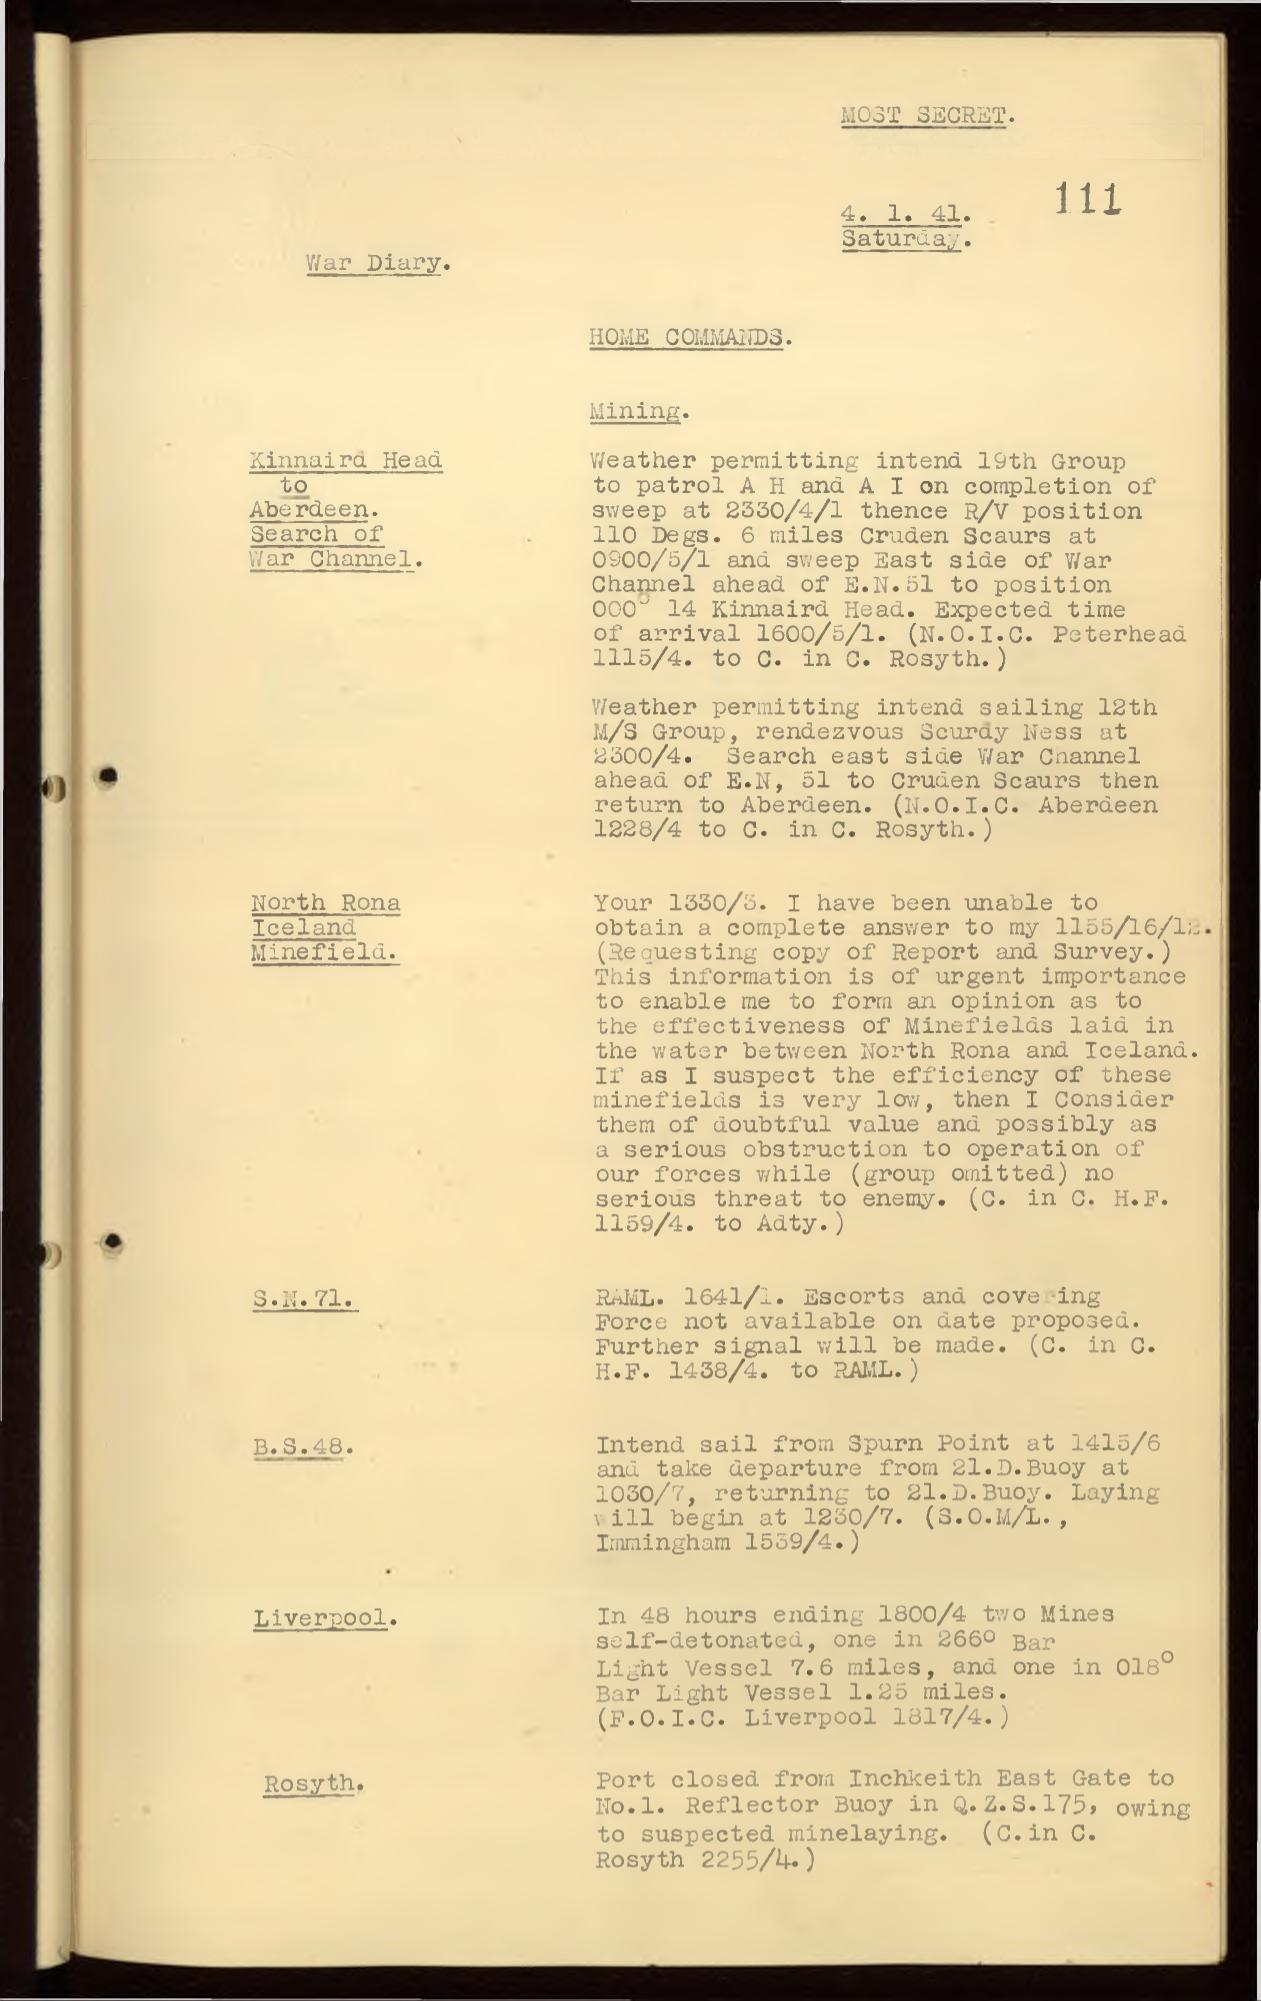 MOST SECRET.
111
4. 1. 41.
Saturday.
War Diary.
HOME COMMANDS.
Mining.
Kinnaird Head
to
Aberdeen.
Search of
War Channel.
Weather permitting intend 19th Group
to patrol A H and A I on completion of
sweep at 2330/4/1 thence R/V position
110 Degs. 6 miles Cruden Scaurs at
0900/5/1 and sweep East side of War
Channel ahead of E.N.51 to position
000° 14 Kinnaird Head. Expected time
of arrival 1600/5/1. (N.O.I.C. Peterhead
1115/4. to C. in C. Rosyth.)
Weather permitting intend sailing 12th
M/S Group, rendezvous Scurdy Ness at
2300/4. Search east side War Channel
ahead of E.N, 51 to Cruden Scaurs then
return to Aberdeen. (N.O.I.C. Aberdeen
1228/4 to C. in C. Rosyth.)
North Rona
Iceland
Minefield.
Your 1330/3. I have been unable to
obtain a complete answer to my 1155/16/12.
(Requesting copy of Report and Survey.)
This information is of urgent importance
to enable me to form an opinion as to
the effectiveness of Minefields laid in
the water between North Rona and Iceland.
If as I suspect the efficiency of these
minefields is very low, then I Consider
them of doubtful value and possibly as
a serious obstruction to operation of
our forces while (group omitted) no
serious threat to enemy. (C. in C. H.F.
1159/4. to Adty.)
S.N.71.
RAML. 1641/1. Escorts and covering
Force not available on date proposed.
Further signal will be made. (C. in C.
H.F. 1438/4. to RAML.)
B.S.48.
Intend sail from Spurn Point at 1415/6
and take departure from 21.D.Buoy at
1030/7, returning to 21.D.Buoy. Laying
will begin at 1230/7. (S.O.M/L.,
Immingham 1539/4.)
Liverpool.
In 48 hours ending 1800/4 two Mines
self-detonated, one in 266° Bar
Light Vessel 7.6 miles, and one in 018°
Bar Light Vessel 1.25 miles.
(F.O.I.C. Liverpool 1817/4.)
Rosyth.
Port closed from Inchkeith East Gate to
No.1. Reflector Buoy in Q.Z.S.175, owing
to suspected minelaying. (C.in C.
Rosyth 2255/4.)